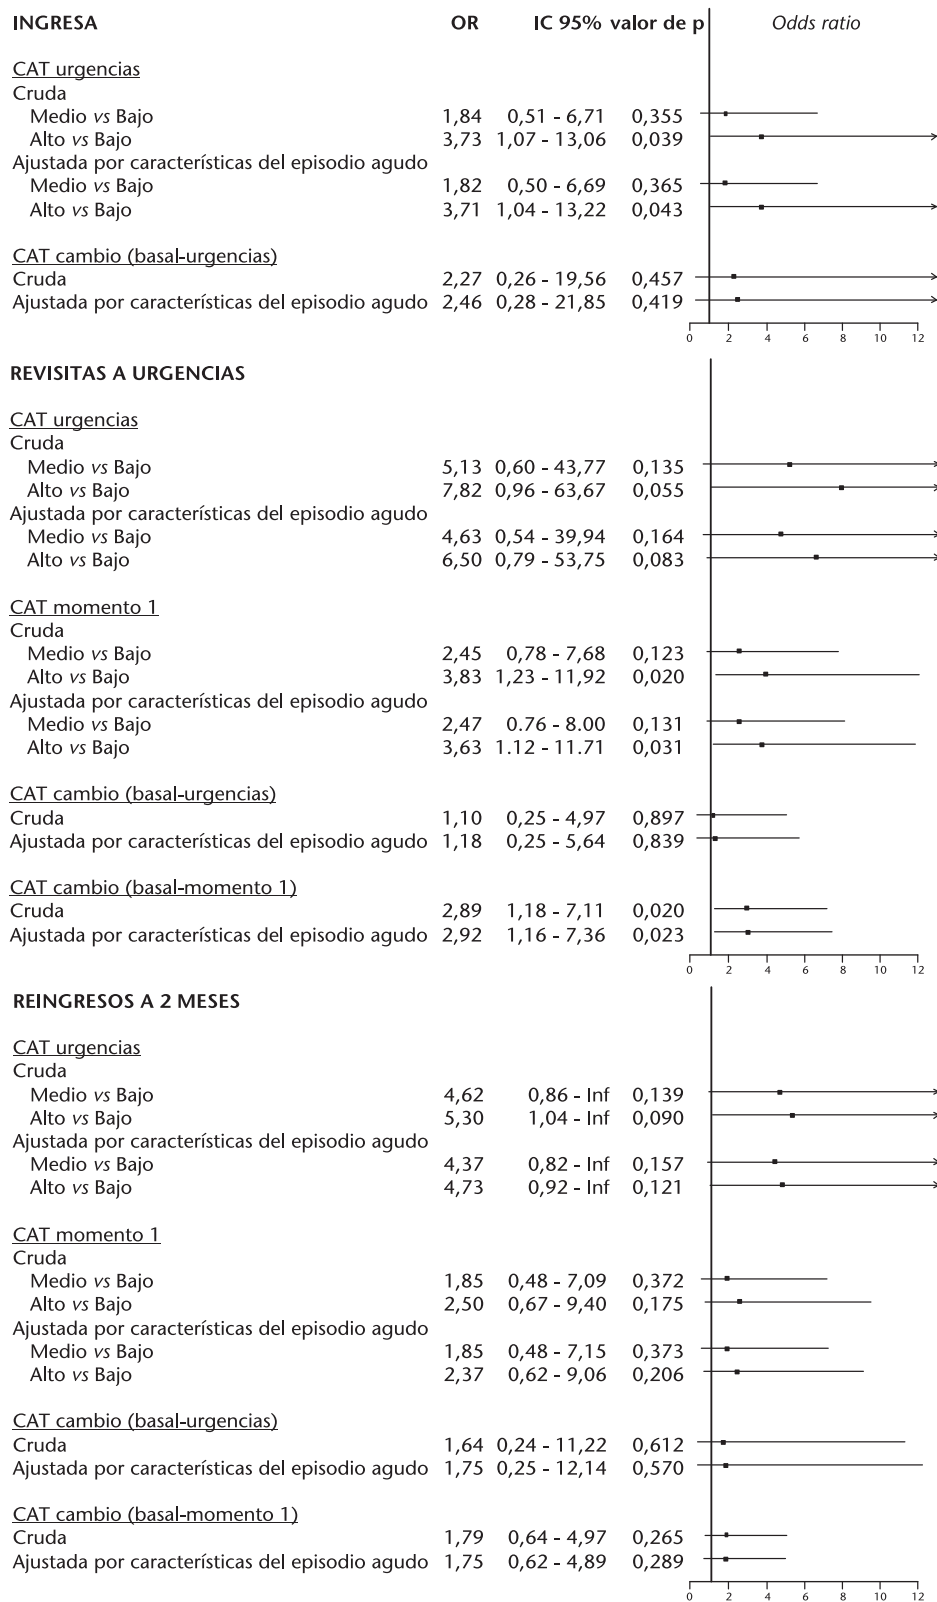 INGRESA OR IC 95% valor de p Odds ratio
CAT urgencias
Cruda
Medio vs Bajo 1,84 0,51 - 6,71 0,355
Alto vs Bajo 3,73 1,07 - 13,06 0,039
Ajustada por características del episodio agudo
Medio vs Bajo 1,82 0,50 - 6,69 0,365
Alto vs Bajo 3,71 1,04 - 13,22 0,043
CAT cambio (basal-urgencias)
Cruda 2,27 0,26 - 19,56 0,457
Ajustada por características del episodio agudo 2,46 0,28 - 21,85 0,419
0 2 4 6 8 10 12
REVISITAS A URGENCIAS
CAT urgencias
Cruda
Medio vs Bajo 5,13 0,60 - 43,77 0,135
Alto vs Bajo 7,82 0,96 - 63,67 0,055
Ajustada por características del episodio agudo
Medio vs Bajo 4,63 0,54 - 39,94 0,164
Alto vs Bajo 6,50 0,79 - 53,75 0,083
CAT momento 1
Cruda
Medio vs Bajo 2,45 0,78 - 7,68 0,123
Alto vs Bajo 3,83 1,23 - 11,92 0,020
Ajustada por características del episodio agudo
Medio vs Bajo 2,47 0.76 - 8.00 0,131
Alto vs Bajo 3,63 1.12 - 11.71 0,031
CAT cambio (basal-urgencias)
Cruda 1,10 0,25 - 4,97 0,897
Ajustada por características del episodio agudo 1,18 0,25 - 5,64 0,839
CAT cambio (basal-momento 1)
Cruda 2,89 1,18 - 7,11 0,020
Ajustada por características del episodio agudo 2,92 1,16 - 7,36 0,023
0 2 4 6 8 10 12
REINGRESOS A 2 MESES
CAT urgencias
Cruda
Medio vs Bajo 4,62 0,86 - Inf 0,139
Alto vs Bajo 5,30 1,04 - Inf 0,090
Ajustada por características del episodio agudo
Medio vs Bajo 4,37 0,82 - Inf 0,157
Alto vs Bajo 4,73 0,92 - Inf 0,121
CAT momento 1
Cruda
Medio vs Bajo 1,85 0,48 - 7,09 0,372
Alto vs Bajo 2,50 0,67 - 9,40 0,175
Ajustada por características del episodio agudo
Medio vs Bajo 1,85 0,48 - 7,15 0,373
Alto vs Bajo 2,37 0,62 - 9,06 0,206
CAT cambio (basal-urgencias)
Cruda 1,64 0,24 - 11,22 0,612
Ajustada por características del episodio agudo 1,75 0,25 - 12,14 0,570
CAT cambio (basal-momento 1)
Cruda 1,79 0,64 - 4,97 0,265
Ajustada por características del episodio agudo 1,75 0,62 - 4,89 0,289
0 2 4 6 8 10 12